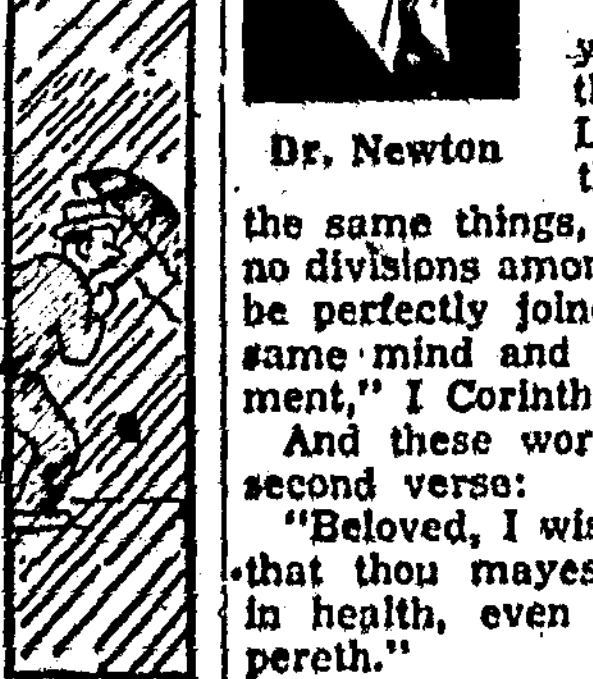 Dr. Newton
the same things,
no divisions amon
be perfectly joine
same mind and
ment," I Corinth
And these wor
second verse:
"Beloved, I wis
that thou mayes
in health, even
pereth."